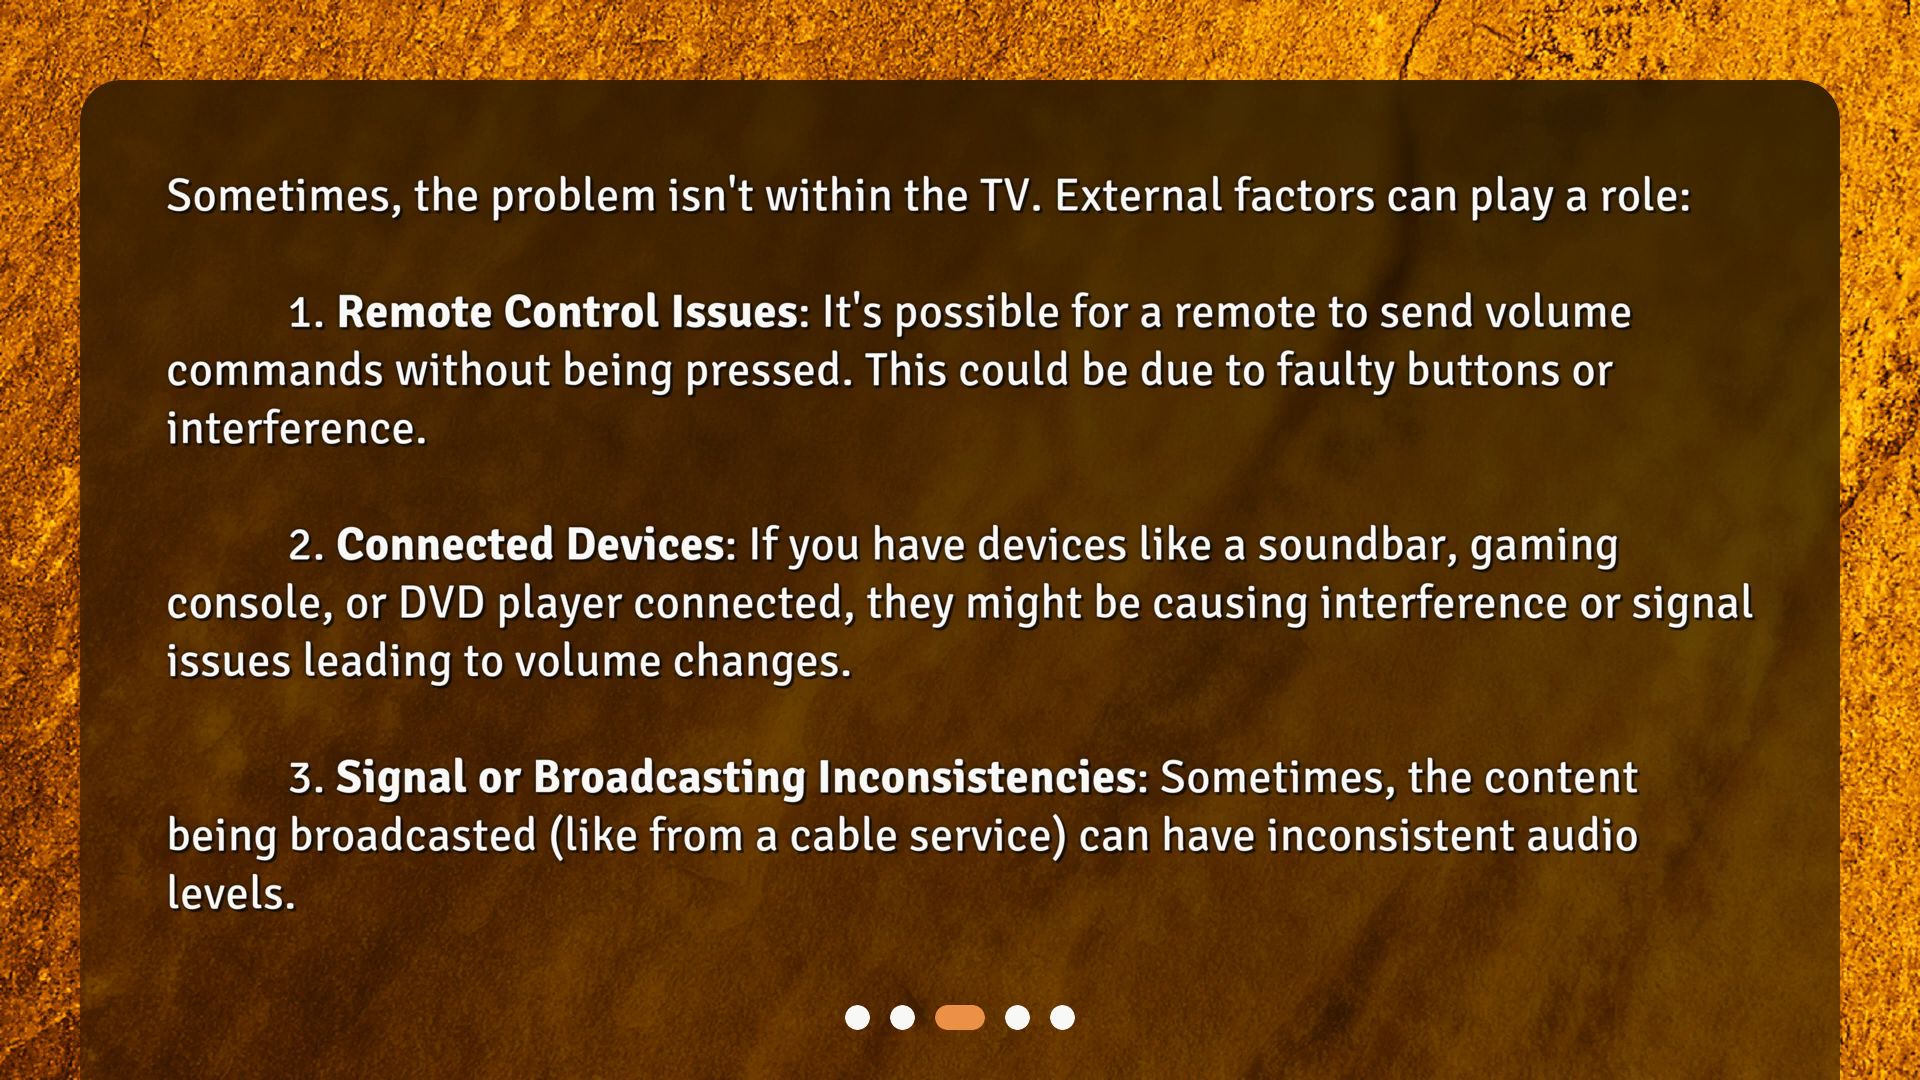 Sometimes, the problem isn't within the TV. External factors can play a role:
1. Remote Control Issues: It's possible for a remote to send volume
commands without being pressed. This could be due to faulty buttons or
interference.
2. Connected Devices: If you have devices like a soundbar, gaming
console, or DVD player connected, they might be causing interference or signal
issues leading to volume changes.
3. Signal or Broadcasting Inconsistencies: Sometimes, the content
being broadcasted (like from a cable service) can have inconsistent audio
levels.